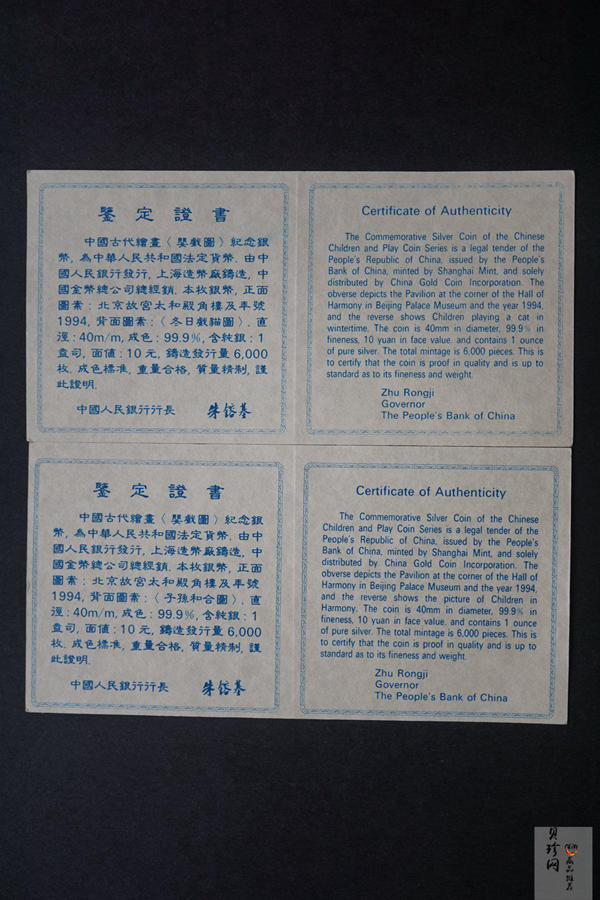 鑒定證書
中國古代繪畫〈嬰戲圖〉紀念銀
幣,為中華人民共和國法定貨幣.由中
國人民銀行發行,上海造幣廠鑄造,中
國金幣總公司總經銷.本枚銀幣,正面
圖案:北京故宮太和殿角樓及年號
1994,背面圖案:〈冬日戲貓圖〉.直
徑:40m/m,成色:99.9%,含純銀:1
盎司,面值:10元,鑄造發行量6,000
枚.成色標准,重量合格,質量精制,謹
此證明.
中國人民銀行行長 朱鎔基
Certificate of Authenticity
The Commemorative Silver Coin of the Chinese
Children and Play Coin Series is a legal tender of the
People's Republic of China, issued by the People's
Bank of China, minted by Shanghai Mint, and solely
distributed by China Gold Coin Incorporation. The
obverse depicts the Pavilion at the corner of the Hall of
Harmony in Beijing Palace Museum and the year 1994,
and the reverse shows Children playing a cat in
wintertime. The coin is 40mm in diameter, 99.9% in
fineness, 10 yuan in face value, and contains 1 ounce
of pure silver. The total mintage is 6,000 pieces. This is
to certify that the coin is proof in quality and is up to
standard as to its fineness and weight.
Zhu Rongji
Governor
The People's Bank of China
鑒定證書
中國古代繪畫〈嬰戲圖〉紀念銀
幣,為中華人民共和國法定貨幣.由中
國人民銀行發行,上海造幣廠鑄造,中
國金幣總公司總經銷.本枚銀幣,正面
圖案:北京故宮太和殿角樓及年號
1994,背面圖案:〈子孫和合圖〉.直
徑:40m/m,成色:99.9%,含純銀:1
盎司,面值:10元,鑄造發行量6,000
枚.成色標准,重量合格,質量精制,謹
此證明.
中國人民銀行行長 朱鎔基
Certificate of Authenticity
The Commemorative Silver Coin of the Chinese
Children and Play Coin Series is a legal tender of the
People's Republic of China, issued by the People's
Bank of China, minted by Shanghai Mint, and solely
distributed by China Gold Coin Incorporation. The
obverse depicts the Pavilion at the corner of the Hall of
Harmony in Beijing Palace Museum and the year 1994,
and the reverse shows the picture of Children in
Harmony. The coin is 40mm in diameter, 99.9% in
fineness, 10 yuan in face value, and contains 1 ounce
of pure silver. The total mintage is 6,000 pieces. This is
to certify that the coin is proof in quality and is up to
standard as to its fineness and weight.
Zhu Rongji
Governor
The People's Bank of China
贝珍网